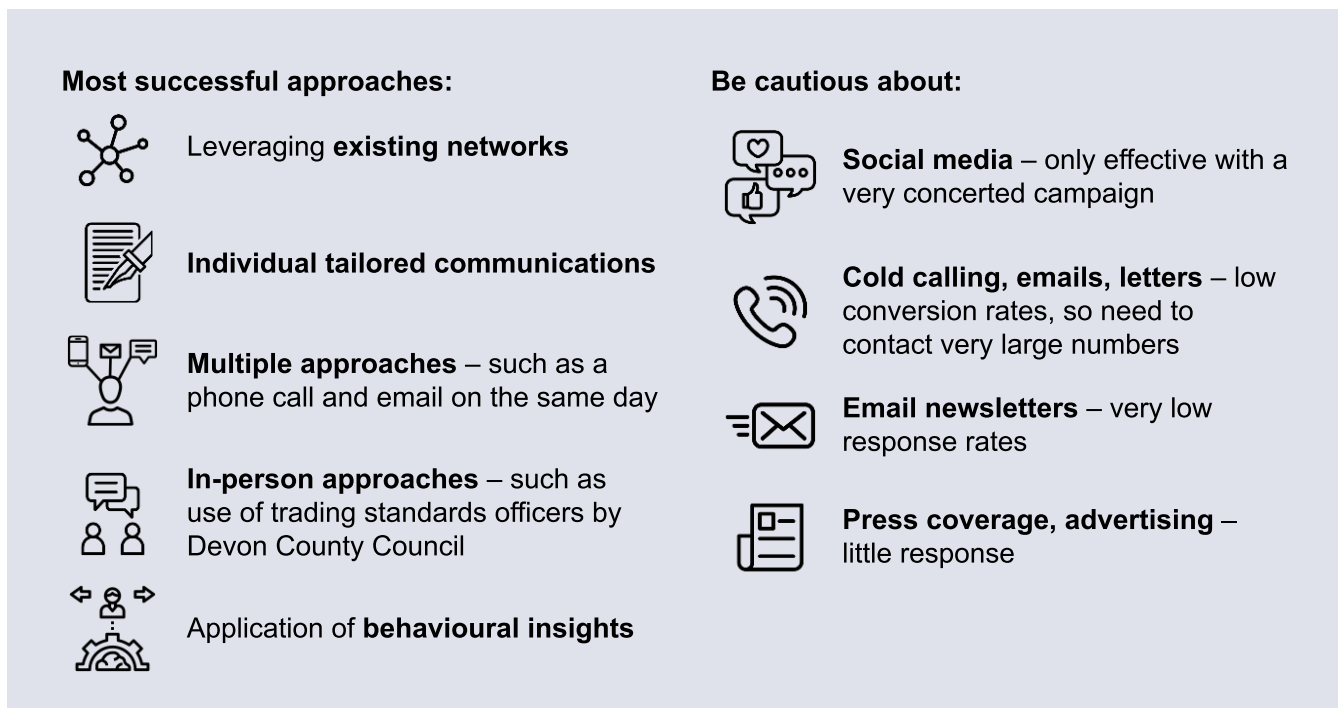 Most successful approaches:
Leveraging existing networks
Individual tailored communications
Multiple approaches – such as a
phone call and email on the same day
In-person approaches – such as
use of trading standards officers by
Devon County Council
Application of behavioural insights
Be cautious about:
Social media – only effective with a
very concerted campaign
Cold calling, emails, letters – low
conversion rates, so need to
contact very large numbers
Email newsletters – very low
response rates
Press coverage, advertising –
little response